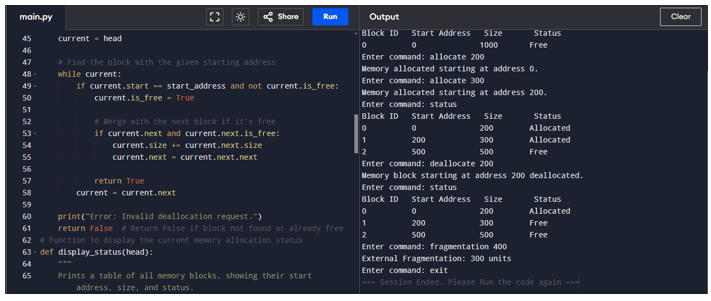 main.py
Share
Run
45 current = head
46
47 # Find the block with the given starting address
48 while current:
49 if current.start == start_address and not current.is_free:
50 current.is_free = True
51
52 # Merge with the next block if it's free
53 if current.next and current.next.is_free:
54 current.size += current.next.size
55 current.next = current.next.next
56
57 return True
58 current = current.next
59
60 print("Error: Invalid deallocation request.")
61 return False # Return False if block not found or already free
62 # Function to display the current memory allocation status
63 def display_status(head):
64 """
65 Prints a table of all memory blocks, showing their start
address, size, and status.
Output
Clear
Block ID Start Address Size Status
0 0 1000 Free
Enter command: allocate 200
Memory allocated starting at address 0.
Enter command: allocate 300
Memory allocated starting at address 200.
Enter command: status
Block ID Start Address Size Status
0 0 200 Allocated
1 200 300 Allocated
2 500 500 Free
Enter command: deallocate 200
Memory block starting at address 200 deallocated.
Enter command: status
Block ID Start Address Size Status
0 0 200 Allocated
1 200 300 Free
2 500 500 Free
Enter command: fragmentation 400
External Fragmentation: 300 units
Enter command: exit
=== Session Ended. Please Run the code again ===